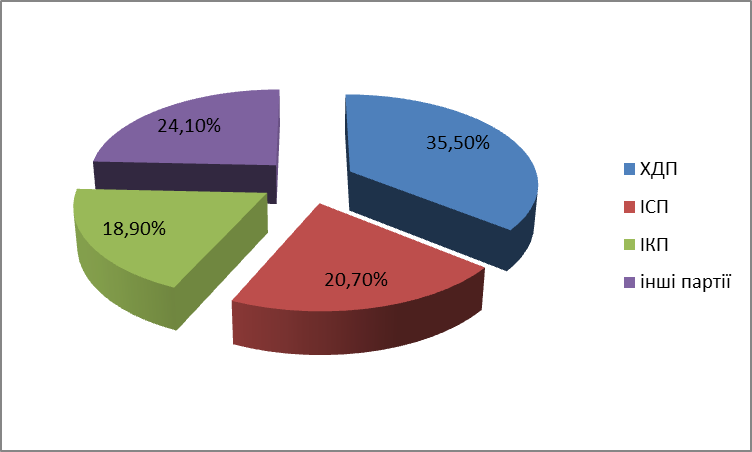 24,10%
35,50%
18,90%
20,70%
ХДП
ІСП
ІКП
інші партії